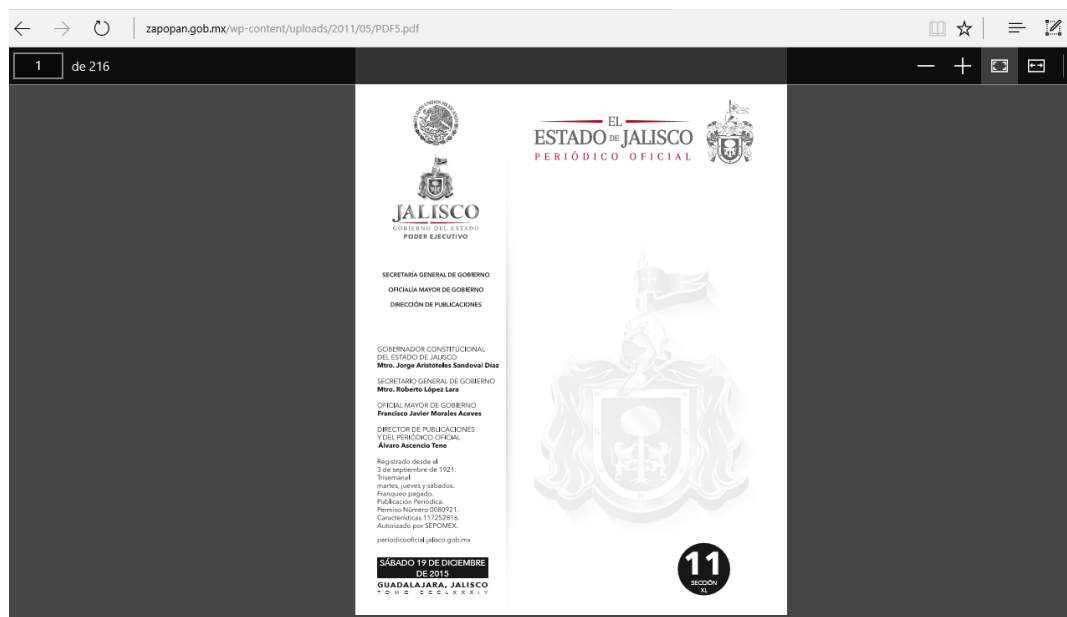 zapopan.gob.mx/wp-content/uploads/2011/05/PDF5.pdf
1 de 216
ESTADOS UNIDOS MEXICANOS
JALISCO
GOBIERNO DEL ESTADO
PODER EJECUTIVO
SECRETARÍA GENERAL DE GOBIERNO
OFICIALÍA MAYOR DE GOBIERNO
DIRECCIÓN DE PUBLICACIONES
GOBERNADOR CONSTITUCIONAL
DEL ESTADO DE JALISCO
Mtro. Jorge Aristóteles Sandoval Díaz
SECRETARIO GENERAL DE GOBIERNO
Mtro. Roberto López Lara
OFICIAL MAYOR DE GOBIERNO
Francisco Javier Morales Aceves
DIRECTOR DE PUBLICACIONES
Y DEL PERIÓDICO OFICIAL
Álvaro Ascencio Tene
Registrado desde el
3 de septiembre de 1921.
Trisemanal:
martes, jueves y sábados.
Franqueo pagado.
Publicación Periódica.
Permiso Número 0080921.
Características 117252816.
Autorizado por SEPOMEX.
periodicooficial.jalisco.gob.mx
SÁBADO 19 DE DICIEMBRE
DE 2015
GUADALAJARA, JALISCO
TOMO CCCLXXXIV
EL
ESTADO DE JALISCO
PERIÓDICO OFICIAL
11
SECCIÓN
XL